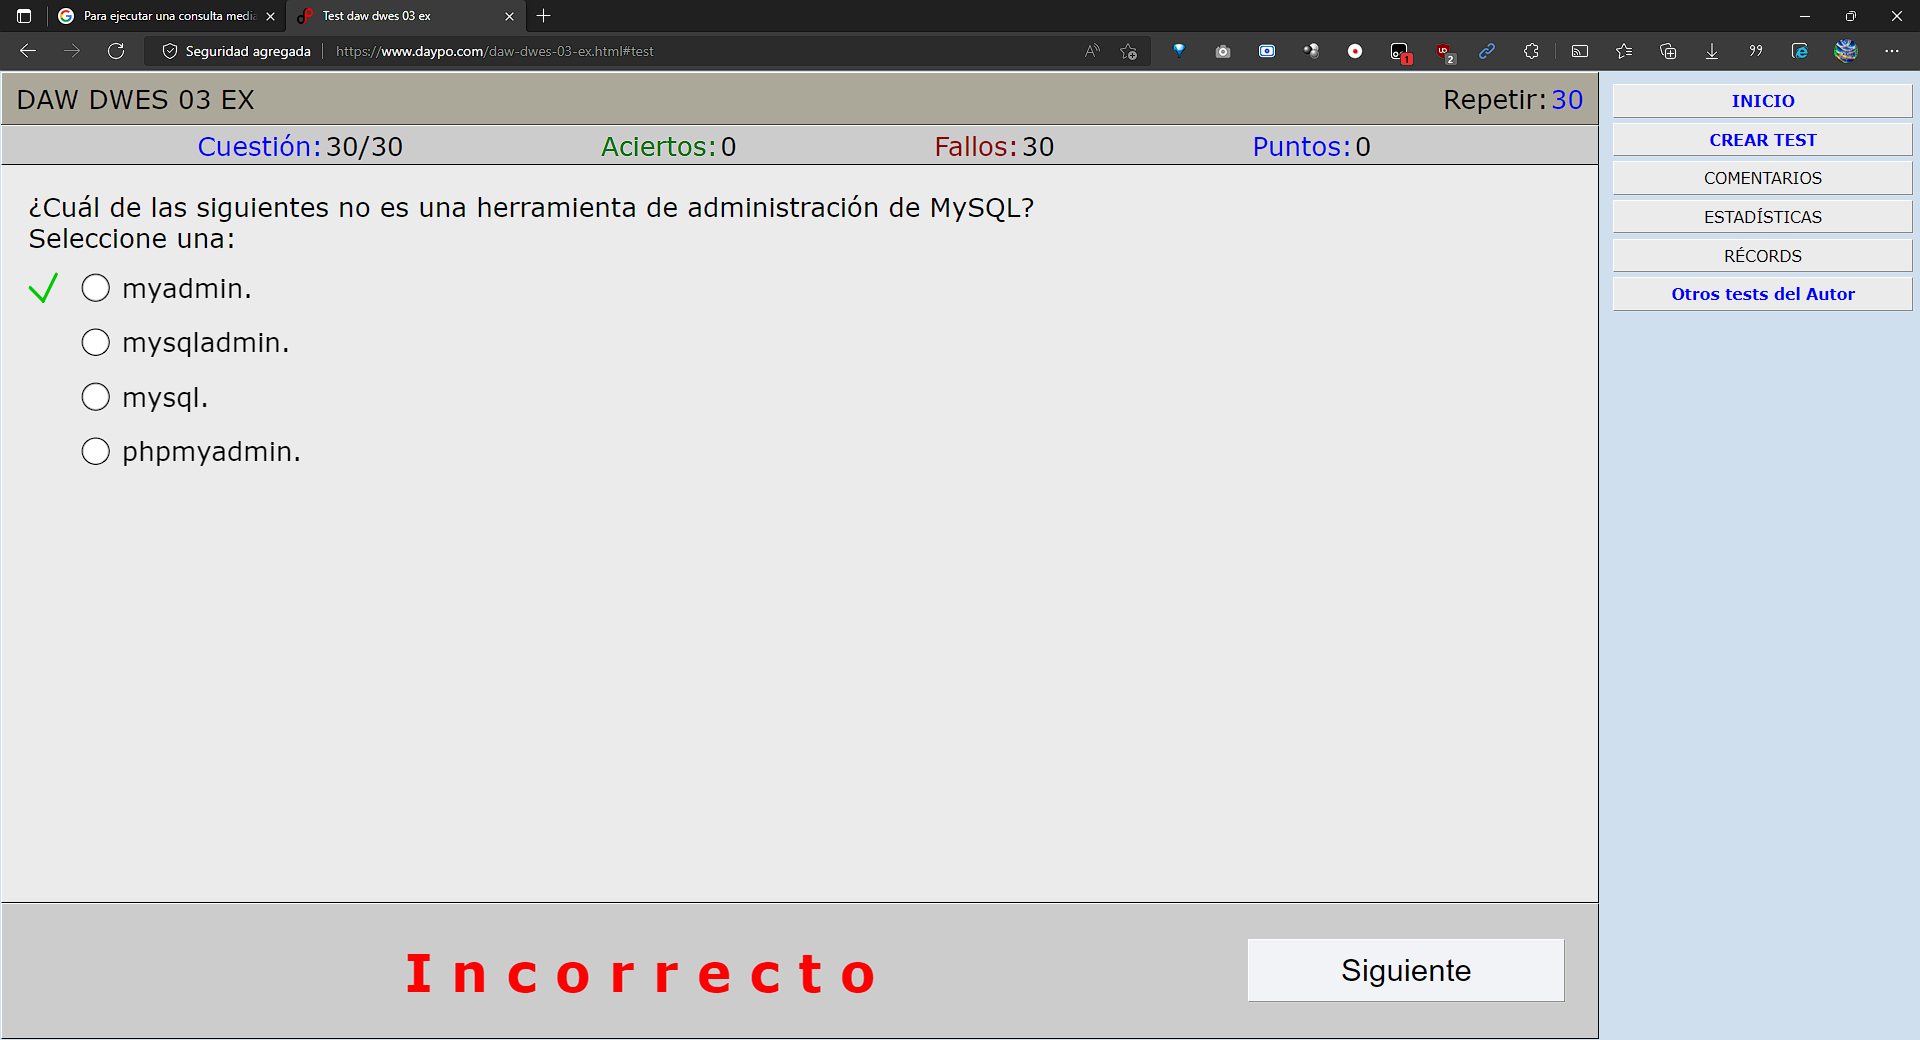 Para ejecutar una consulta media
Test daw dwes 03 ex
Seguridad agregada
https://www.daypo.com/daw-dwes-03-ex.html#test
DAW DWES 03 EX
Repetir: 30
Cuestión: 30/30
Aciertos: 0
Fallos: 30
Puntos: 0
¿Cuál de las siguientes no es una herramienta de administración de MySQL?
Seleccione una:
myadmin.
mysqladmin.
mysql.
phpmyadmin.
Incorrecto
Siguiente
INICIO
CREAR TEST
COMENTARIOS
ESTADÍSTICAS
RÉCORDS
Otros tests del Autor